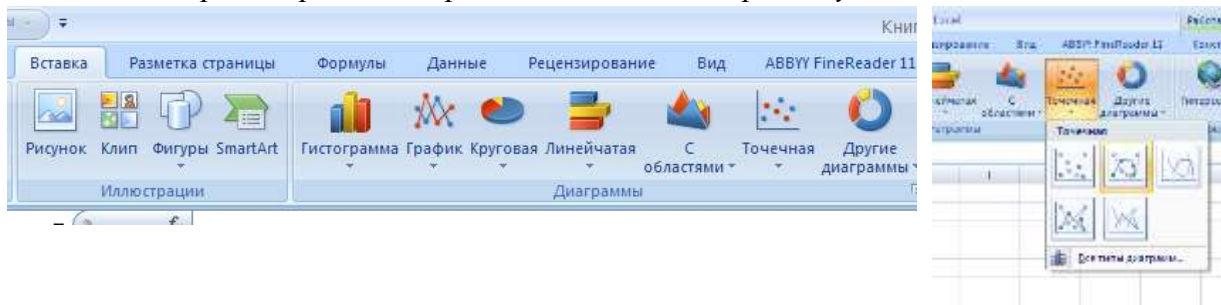 Книг
Вставка Разметка страницы Формулы Данные Рецензирование Вид ABBYY FineReader 11
Рисунок Клип Фигуры SmartArt Гистограмма График Круговая Линейчатая С областями Точечная Другие диаграммы
Иллюстрации Диаграммы
Вид ABBYY FineReader 11
С областями Точечная Другие диаграммы
Точечная
Все типы диаграмм...